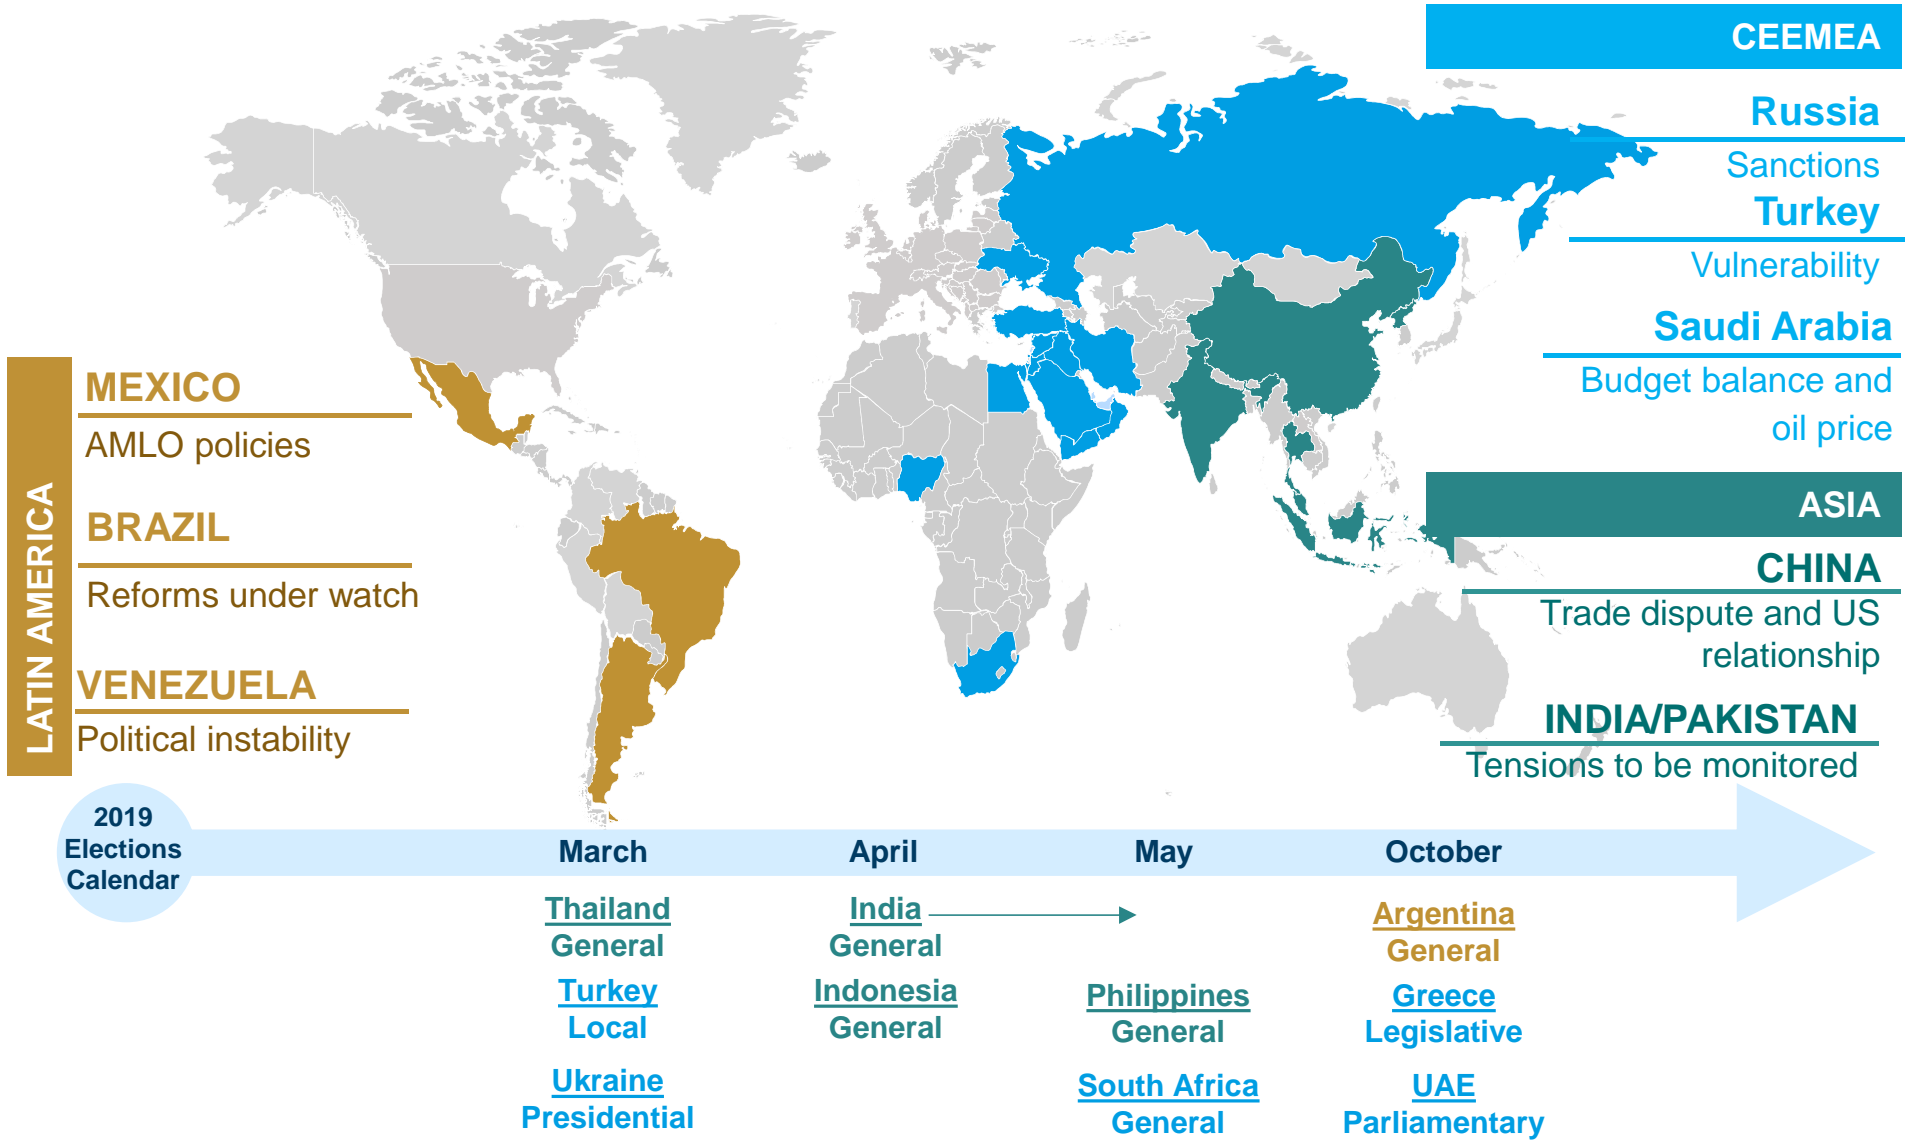 CEEMEA
Russia
Sanctions
Turkey
Vulnerability
Saudi Arabia
Budget balance and
oil price
LATIN AMERICA
MEXICO
AMLO policies
BRAZIL
Reforms under watch
VENEZUELA
Political instability
ASIA
CHINA
Trade dispute and US
relationship
INDIA/PAKISTAN
Tensions to be monitored
2019
Elections
Calendar
March
April
May
October
Thailand
General
Turkey
Local
Ukraine
Presidential
India
General
Indonesia
General
Philippines
General
South Africa
General
Argentina
General
Greece
Legislative
UAE
Parliamentary